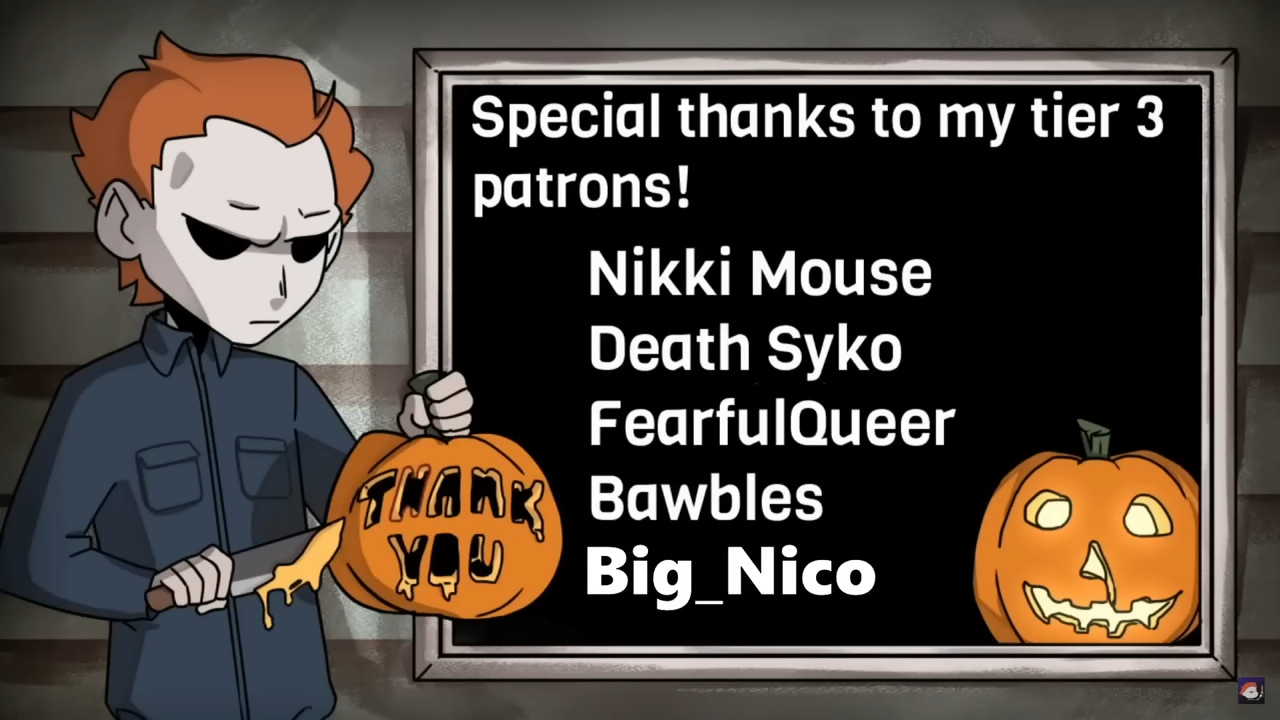 Special thanks to my tier 3
patrons!
Nikki Mouse
Death Syko
FearfulQueer
Bawbles
Big_Nico
THANK
YOU